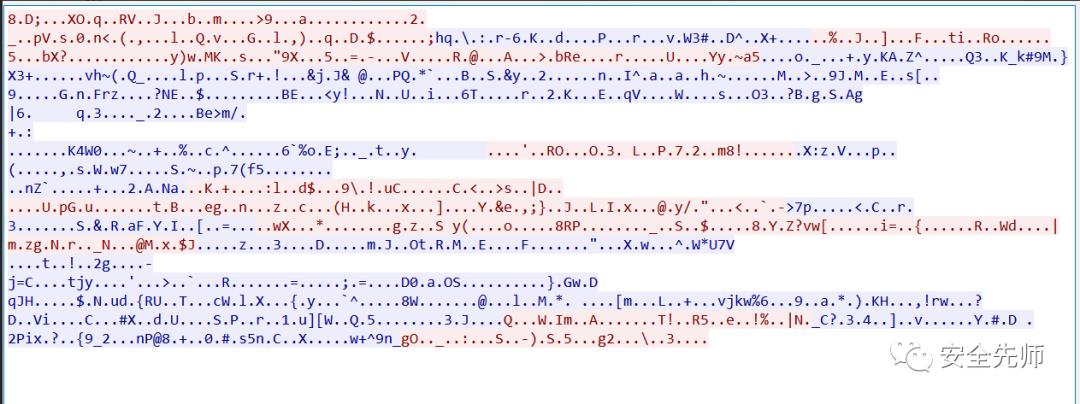 8.D;...XO.q..RV..J...b..m....>9...a............2.
_..pV.s.0.n<.(.,...l..Q.v...G..l.,)..q..D.$......;hq.\.:.r-6.K..d....P...r...v.W3#..D^..X+......%..J..]...F...ti..Ro......
5...bX?............y)w.MK..s..."9X...5..=.-...V.....R.@...A...>.bRe....r.....U....Yy.~a5....o._...+.y.KA.Z^.....Q3..K_k#9M.}
X3+......vh~(.Q_....l.p...S.r+.!...&j.J& @...PQ.*`...B..S.&y..2......n..I^.a..a..h.~......M..>..9J.M..E..s[..
9.....G.n.Frz....?NE..$........BE...<y!...N..U..i...6T.....r..2.K...E..qV....W....s...O3..?B.g.S.Ag
|6.     q.3...._.2....Be>m/.
+.:
.......K4W0...~..+..%..c.^......6`%o.E;.._.t..y.        ....'..RO...O.3. L..P.7.2..m8!.......X:z.V...p..
(.....,.s.W.w7.....S.~..p.7(f5........
..nZ`.....+...2.A.Na...K.+....:l..d$...9\.!.uC......C.<..>s..|D..
....U.pG.u......t.B...eg..n...z..c...(H..k...x...]....Y.&e.,;}..J..L.I.x...@.y/."...<..`.->7p.....<.C..r.
3.......S.&.R.aF.Y.I..[..=.....wX...*........g.z..S y(....o.....8RP........_..S..$.....8.Y.Z?vw[......i=..{......R..Wd....|
m.zg.N.r.._N...@M.x.$J.....z...3....D.....m.J..Ot.R.M..E....F......."...X.w...^.W*U7V
....t..!..2g....-
j=C....tjy....'...>..`...R.......=.....;.=....D0.a.OS..........}.Gw.D
qJH.....$.N.ud.{RU..T...cW.l.X...{.y...`^.....8W.......@...l..M.*. ....[m...L..+...vjkw%6...9..a.*.).KH...,!rw...?
D..Vi....C...#X..d.U....S.P..r..1.u][W..Q.5........3.J....Q...W.Im..A.......T!..R5..e..!%..|N._C?.3.4..]..v......Y.#.D .
2Pix.?..{9_2...nP@8.+..0.#.s5n.C..X.....w+^9n_gO.._..:...S..-).S.5...g2...\..3....
安全先师